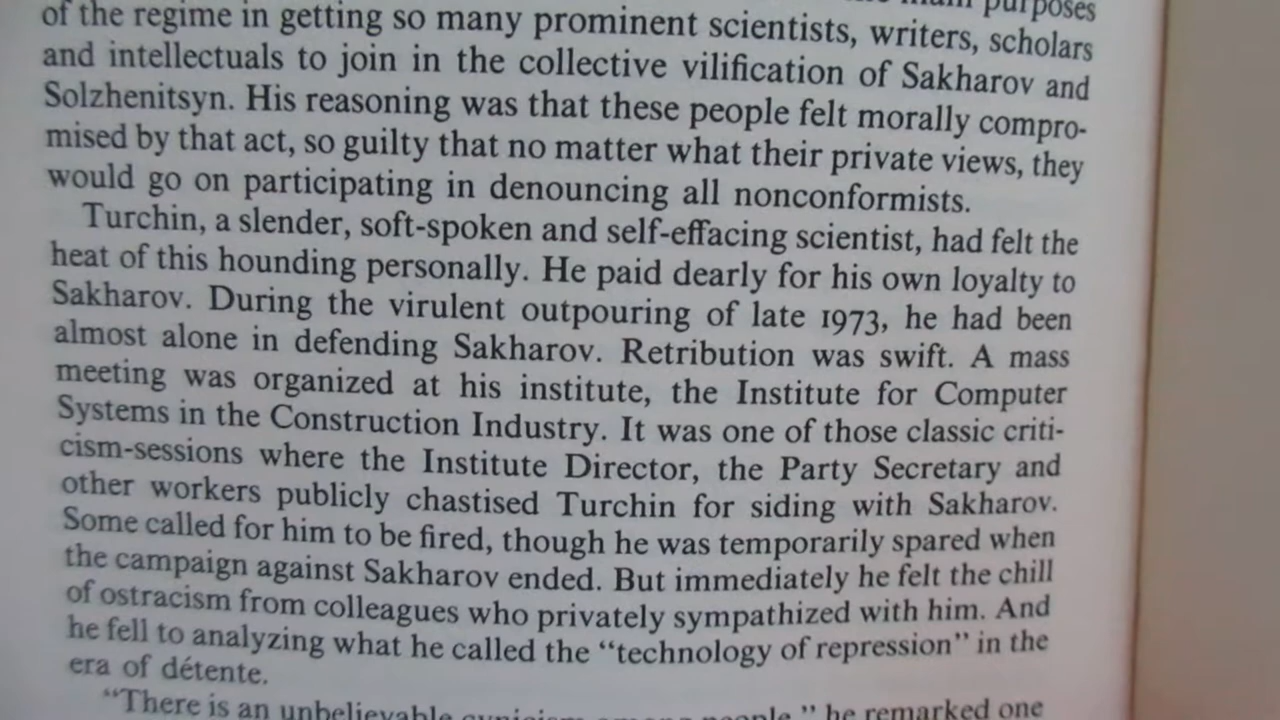 purposes
of the regime in getting so many prominent scientists, writers, scholars
and intellectuals to join in the collective vilification of Sakharov and
Solzhenitsyn. His reasoning was that these people felt morally compro-
mised by that act, so guilty that no matter what their private views, they
would go on participating in denouncing all nonconformists.
Turchin, a slender, soft-spoken and self-effacing scientist, had felt the
heat of this hounding personally. He paid dearly for his own loyalty to
Sakharov. During the virulent outpouring of late 1973, he had been
almost alone in defending Sakharov. Retribution was swift. A mass
meeting was organized at his institute, the Institute for Computer
Systems in the Construction Industry. It was one of those classic criti-
cism-sessions where the Institute Director, the Party Secretary and
other workers publicly chastised Turchin for siding with Sakharov.
Some called for him to be fired, though he was temporarily spared when
the campaign against Sakharov ended. But immediately he felt the chill
of ostracism from colleagues who privately sympathized with him. And
he fell to analyzing what he called the “technology of repression” in the
era of détente.
“There is an unbelievable cynicism among people,” he remarked one